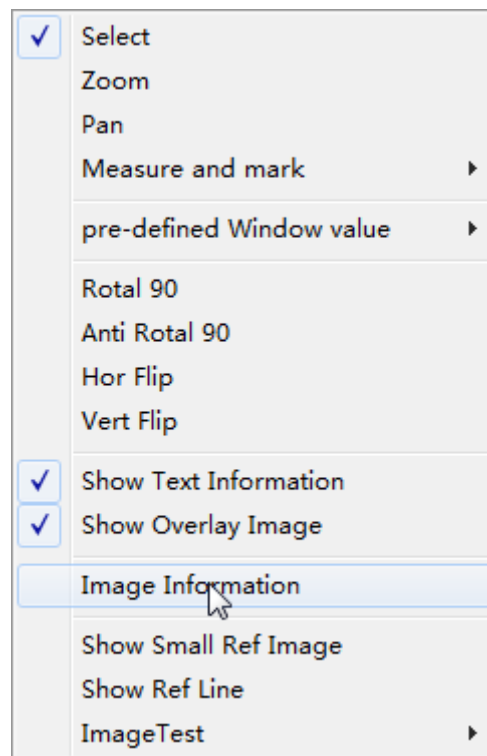 Select
Zoom
Pan
Measure and mark
pre-defined Window value
Rotal 90
Anti Rotal 90
Hor Flip
Vert Flip
Show Text Information
Show Overlay Image
Image Information
Show Small Ref Image
Show Ref Line
ImageTest